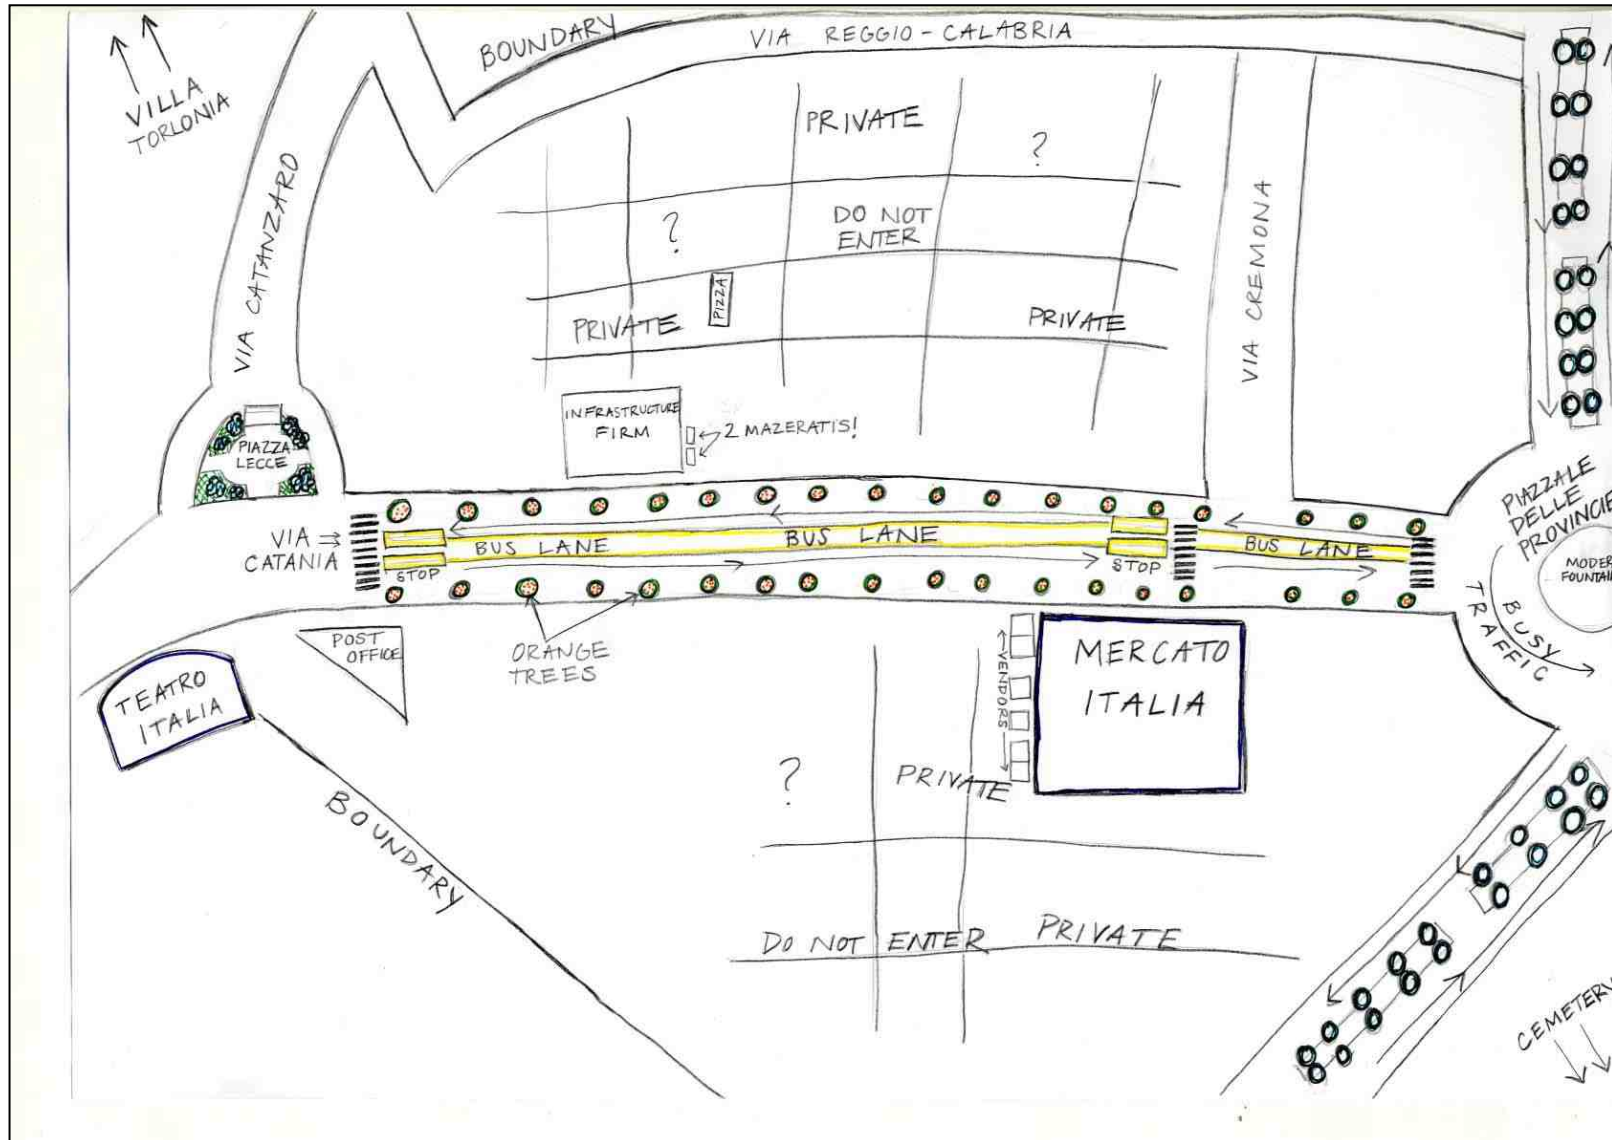 VILLA
TORLONIA
BOUNDARY
VIA REGGIO-CALABRIA
PRIVATE
?
VIA CATANZARO
?
DO NOT
ENTER
VIA CREMONA
PIZZA
PRIVATE
PRIVATE
INFRASTRUCTURE
FIRM
2 MAZERATIS!
PIAZZA
LECCE
PIAZZALE
DELLE
PROVINCIE
VIA
CATANIA
BUS LANE
BUS LANE
BUS LANE
STOP
STOP
MODER
FOUNTAI
BUSY
TRAFFIC
POST
OFFICE
ORANGE
TREES
VENDORS
MERCATO
ITALIA
TEATRO
ITALIA
?
PRIVATE
BOUNDARY
DO NOT ENTER
PRIVATE
CEMETERY